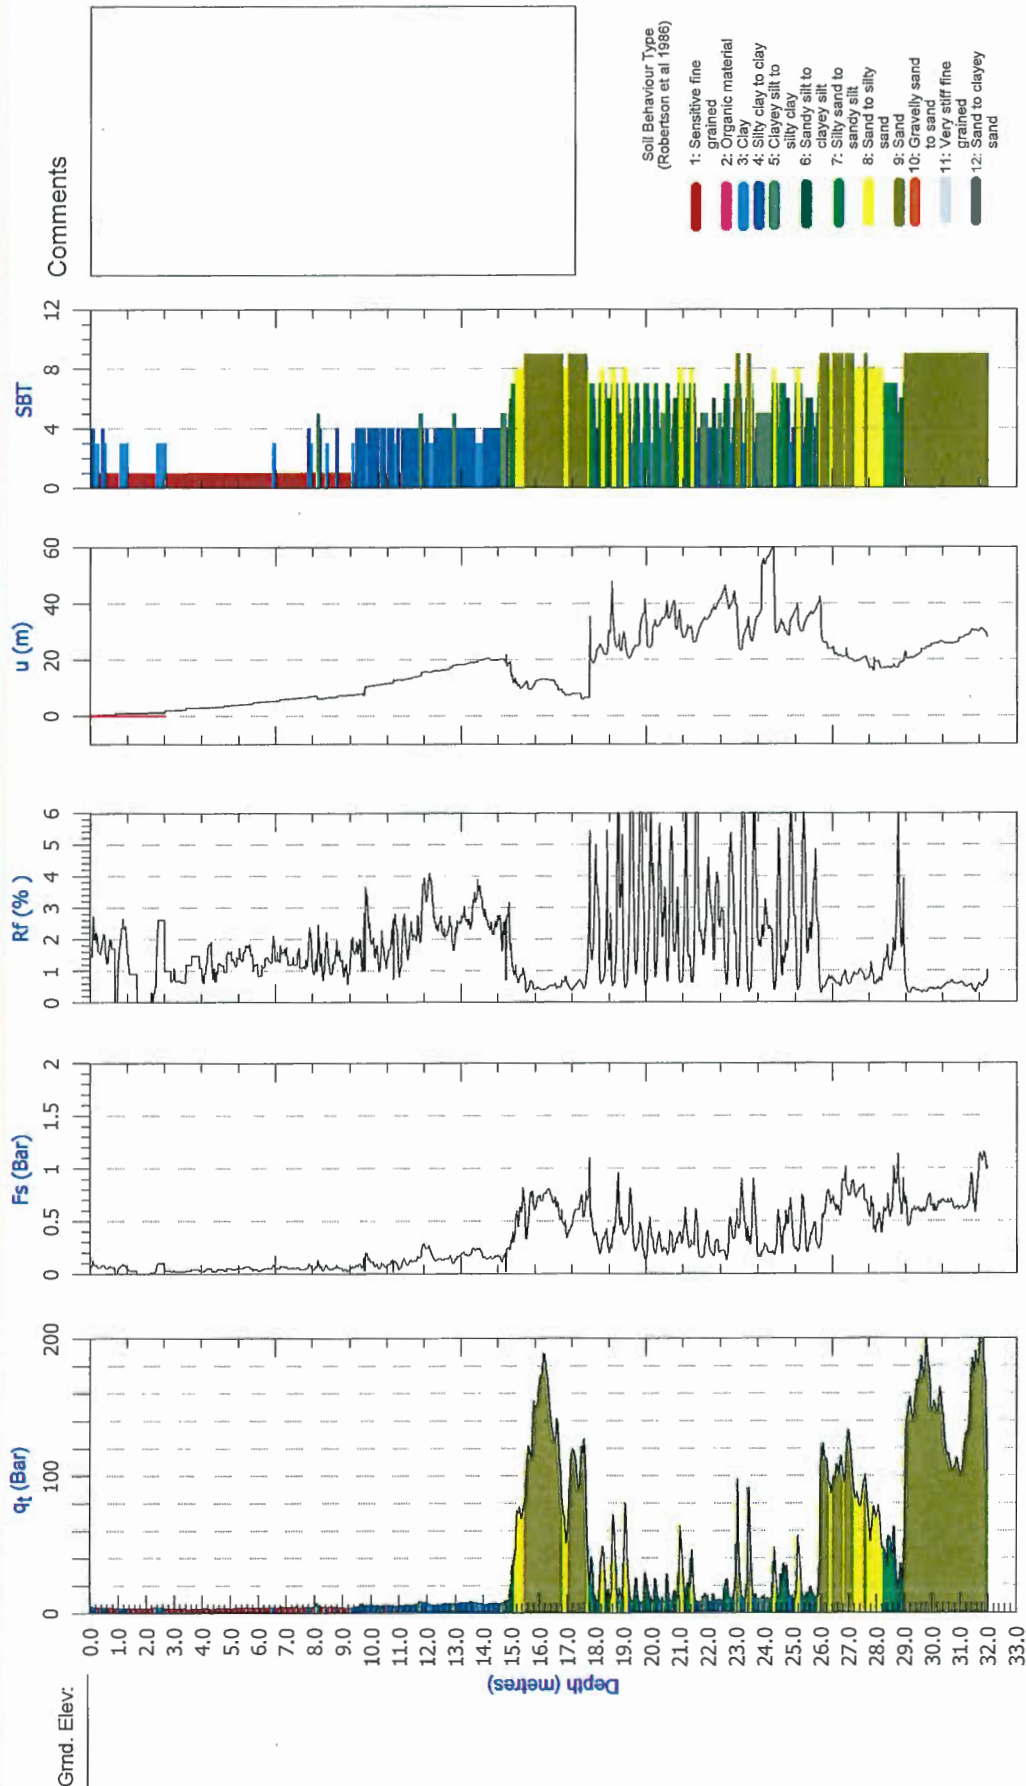 Grnd. Elev:
qt (Bar)
0
100
200
Fs (Bar)
0
0.5
1
1.5
2
Rf (% )
0
1
2
3
4
5
6
u (m)
0
20
40
60
SBT
0
4
8
12
Comments
Depth (metres)
0.0
1.0
2.0
3.0
4.0
5.0
6.0
7.0
8.0
9.0
10.0
11.0
12.0
13.0
14.0
15.0
16.0
17.0
18.0
19.0
20.0
21.0
22.0
23.0
24.0
25.0
26.0
27.0
28.0
29.0
30.0
31.0
32.0
33.0
Soil Behaviour Type
(Robertson et al 1986)
1: Sensitive fine
grained
2: Organic material
3: Clay
4: Silty clay to clay
5: Clayey silt to
silty clay
6: Sandy silt to
clayey silt
7: Silty sand to
sandy silt
8: Sand to silty
sand
9: Sand
10: Gravelly sand
to sand
11: Very stiff fine
grained
12: Sand to clayey
sand